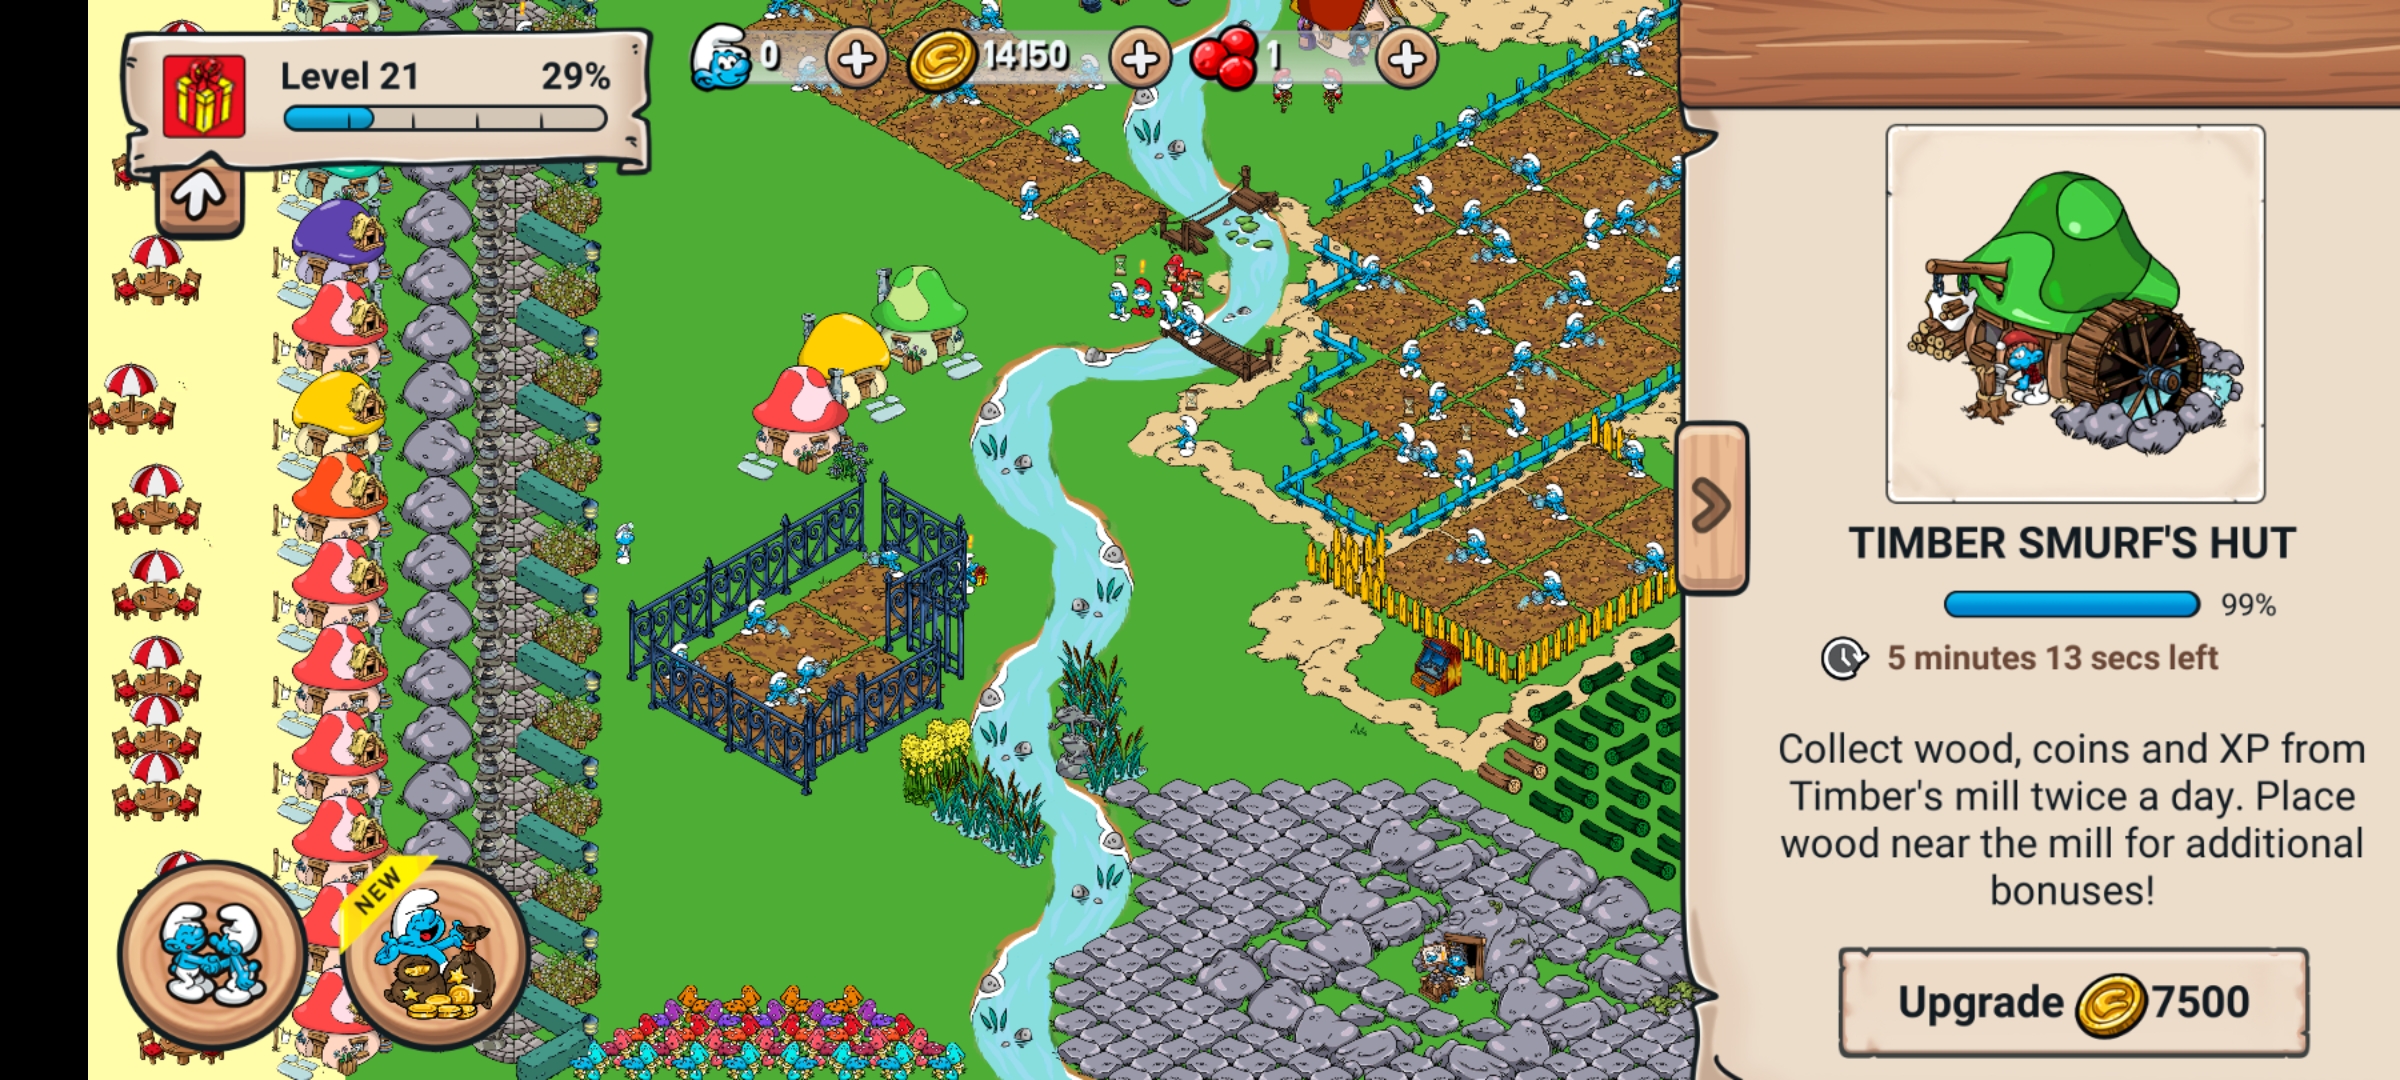 Level 21 29%
0
14150
1
TIMBER SMURF'S HUT
99%
5 minutes 13 secs left
Collect wood, coins and XP from
Timber's mill twice a day. Place
wood near the mill for additional
bonuses!
Upgrade 7500
NEW